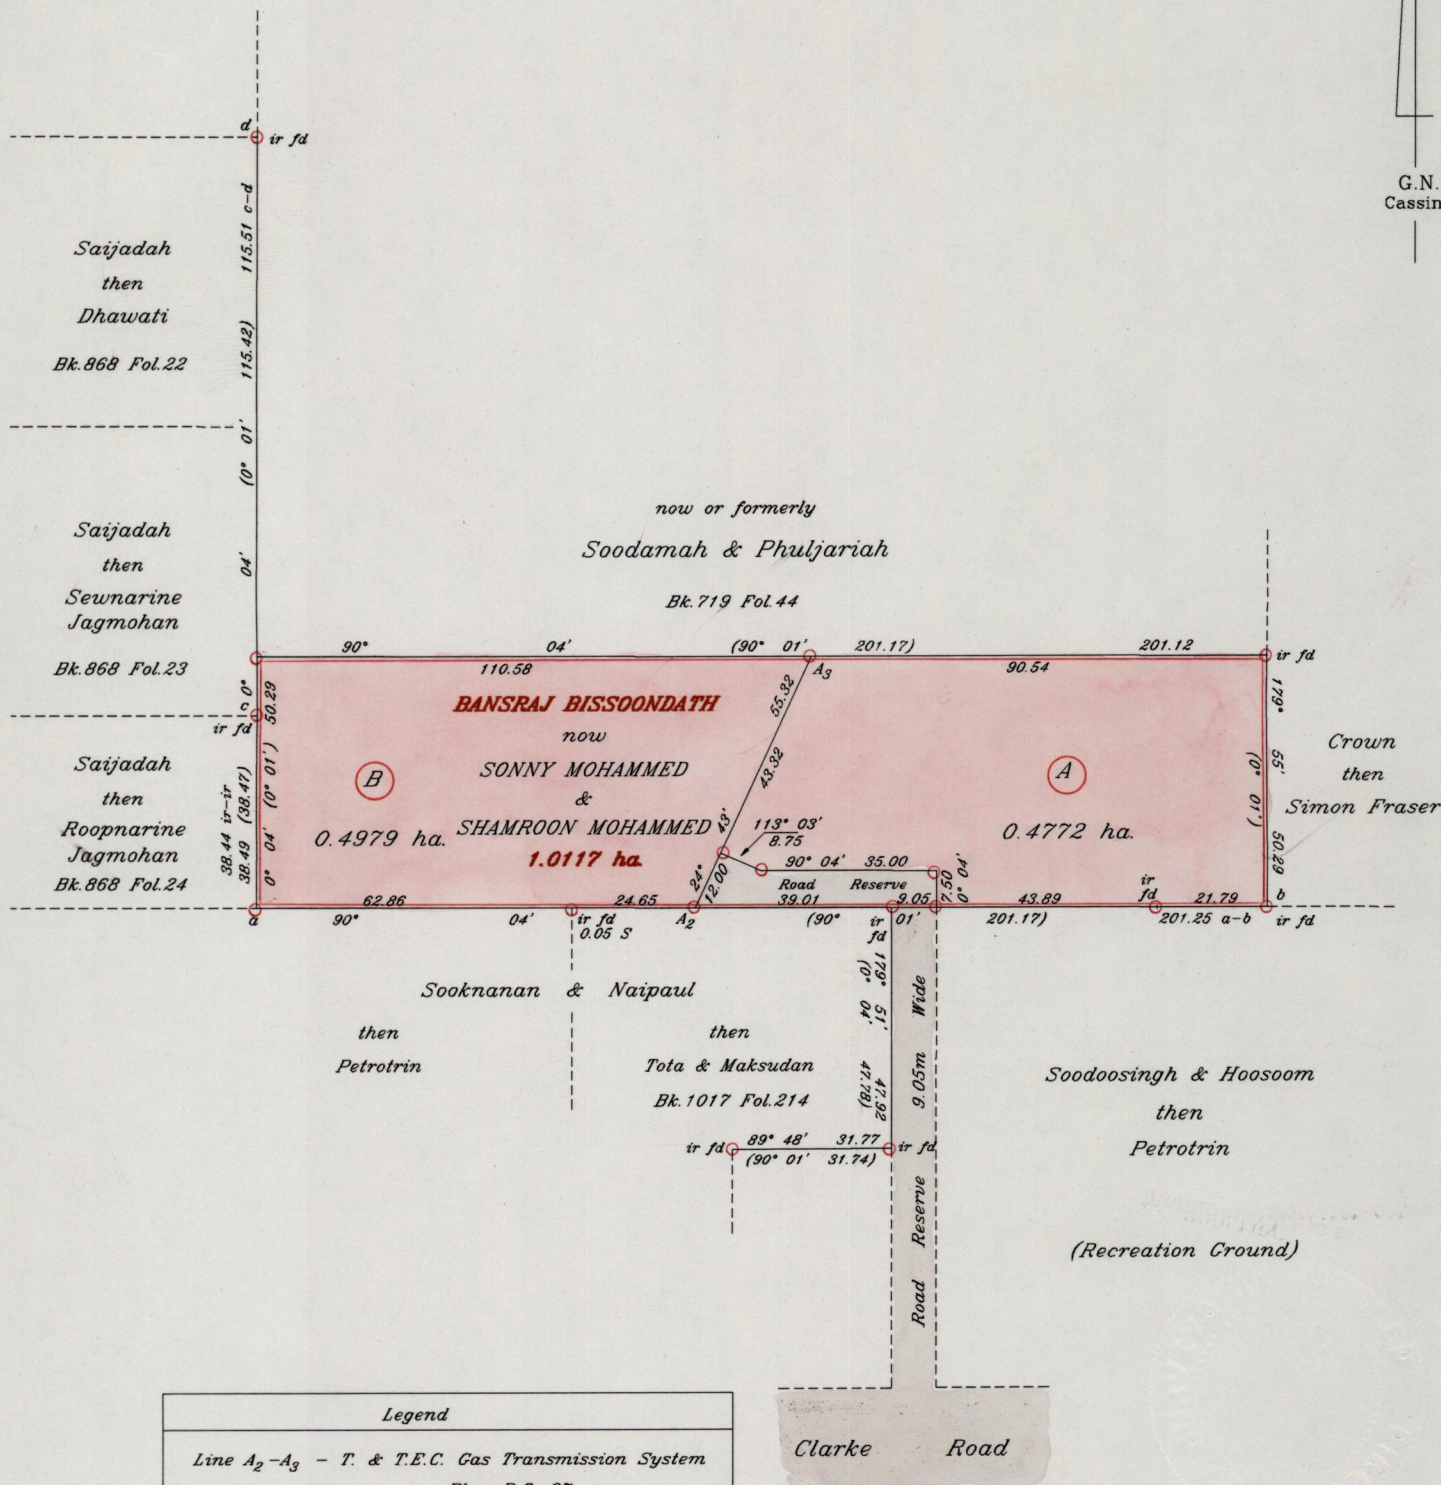 d
ir fd
G.N.
Cassin
115.51 c-d
Saijadah
then
Dhawati
Bk.868 Fol.22
115.42)
(0° 01'
04'
Saijadah
then
Sewnarine
Jagmohan
Bk.868 Fol.23
now or formerly
Soodamah & Phuljariah
Bk.719 Fol.44
90° 04' (90° 01' 201.17) 201.12
ir fd
110.58
A3
90.54
0°
c
ir fd
50.29
BANSRAJ BISSOONDATH
now
SONNY MOHAMMED
&
SHAMROON MOHAMMED
1.0117 ha.
B
0.4979 ha.
55.32
43.32
43'
24°
12.00
113° 03'
8.75
90° 04' 35.00
Road Reserve
7.50
0° 04'
A
0.4772 ha.
179° 55' 50.29
(0° 01')
Crown
then
Simon Fraser
Saijadah
then
Roopnarine
Jagmohan
Bk.868 Fol.24
38.44 ir-ir
38.49 (38.47)
0° 04' (0° 01')
62.86
24.65
39.01
9.05
43.89
ir
fd
21.79
b
a
90° 04'
ir fd
0.05 S
A2
(90° 01' 201.17)
ir
fd
201.25 a-b
ir fd
179° 51' 47.92
(0° 04' 47.78)
Road Reserve 9.05m Wide
Sooknanan & Naipaul
then
Petrotrin
then
Tota & Maksudan
Bk.1017 Fol.214
Soodoosingh & Hoosoom
then
Petrotrin
(Recreation Ground)
ir fd
89° 48' 31.77
(90° 01' 31.74)
ir fd
Legend
Line A2-A3 - T. & T.E.C. Gas Transmission System
Clarke Road